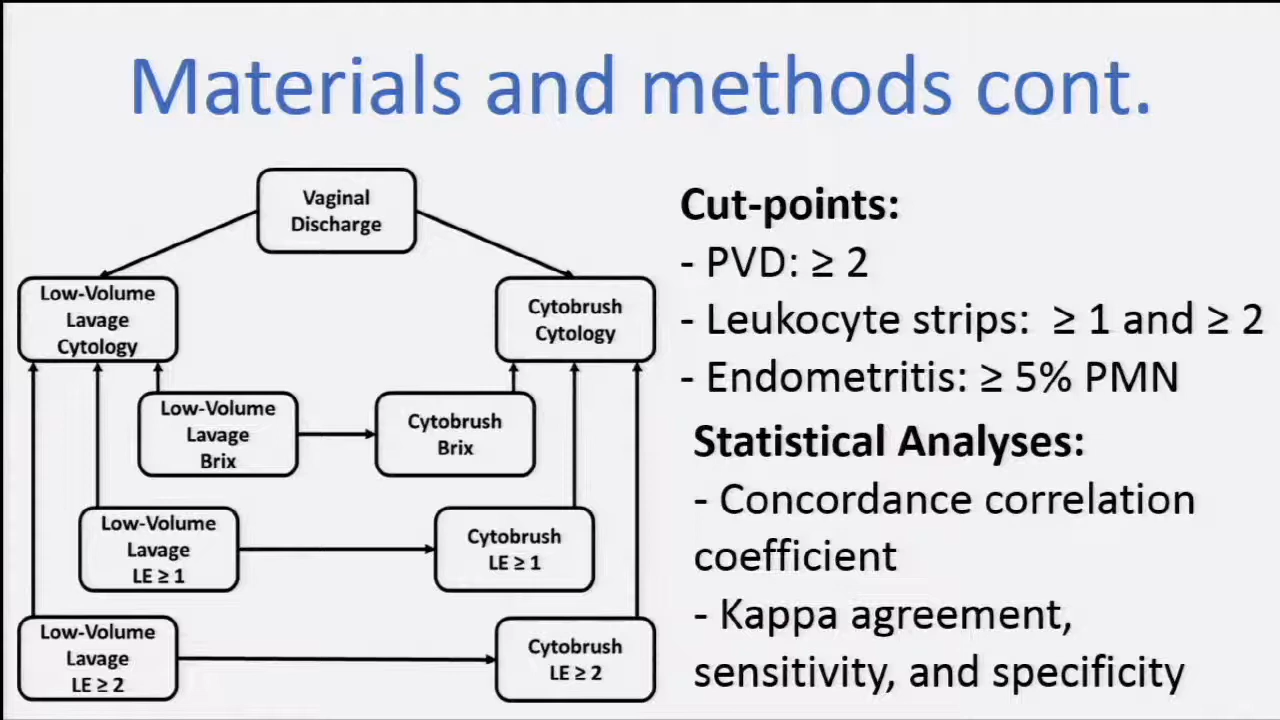 Materials and methods cont.
Vaginal
Discharge
Low-Volume
Lavage
Cytology
Cytobrush
Cytology
Low-Volume
Lavage
Brix
Cytobrush
Brix
Low-Volume
Lavage
LE ≥ 1
Cytobrush
LE ≥ 1
Low-Volume
Lavage
LE ≥ 2
Cytobrush
LE ≥ 2
Cut-points:
- PVD: ≥ 2
- Leukocyte strips: ≥ 1 and ≥ 2
- Endometritis: ≥ 5% PMN
Statistical Analyses:
- Concordance correlation
coefficient
- Kappa agreement,
sensitivity, and specificity